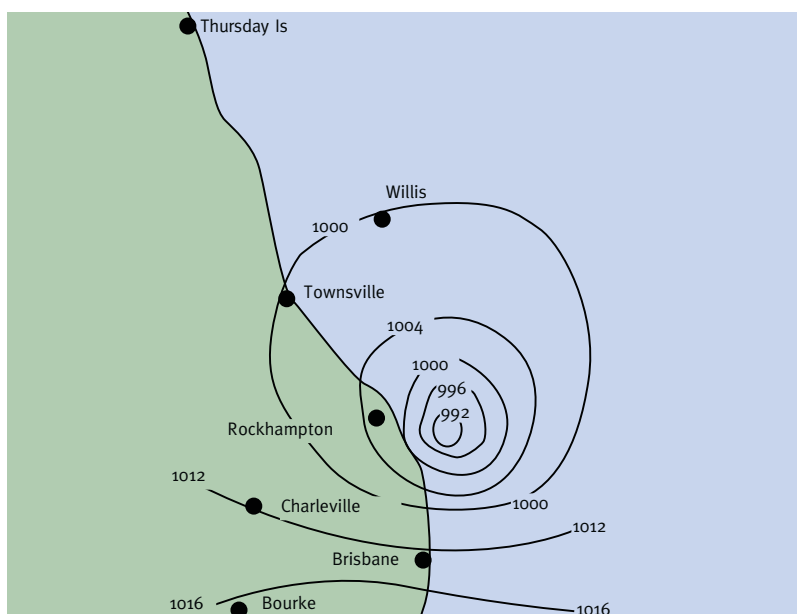 Thursday Is
Willis
1000
Townsville
1004
1000
996
992
Rockhampton
1012
Charleville
1000
1012
Brisbane
1016
Bourke
1016